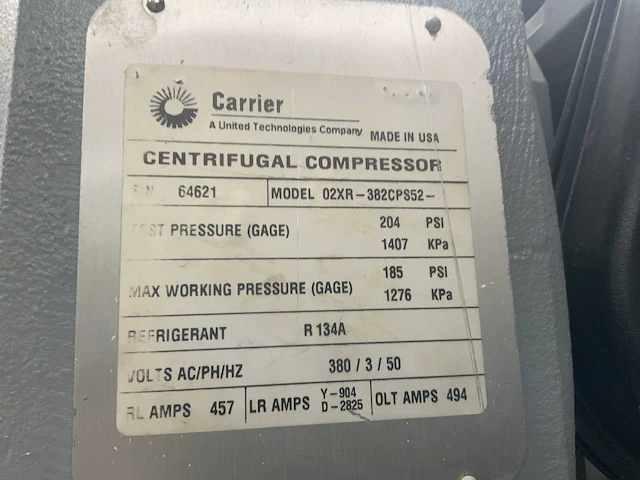 Carrier
A United Technologies Company MADE IN USA
CENTRIFUGAL COMPRESSOR
S/N 64621 MODEL 02XR-382CPS52-
TEST PRESSURE (GAGE) 204 PSI
1407 KPa
MAX WORKING PRESSURE (GAGE) 185 PSI
1276 KPa
REFRIGERANT R 134A
VOLTS AC/PH/HZ 380 / 3 / 50
RL AMPS 457 LR AMPS Y-904 OLT AMPS 494
D-2825